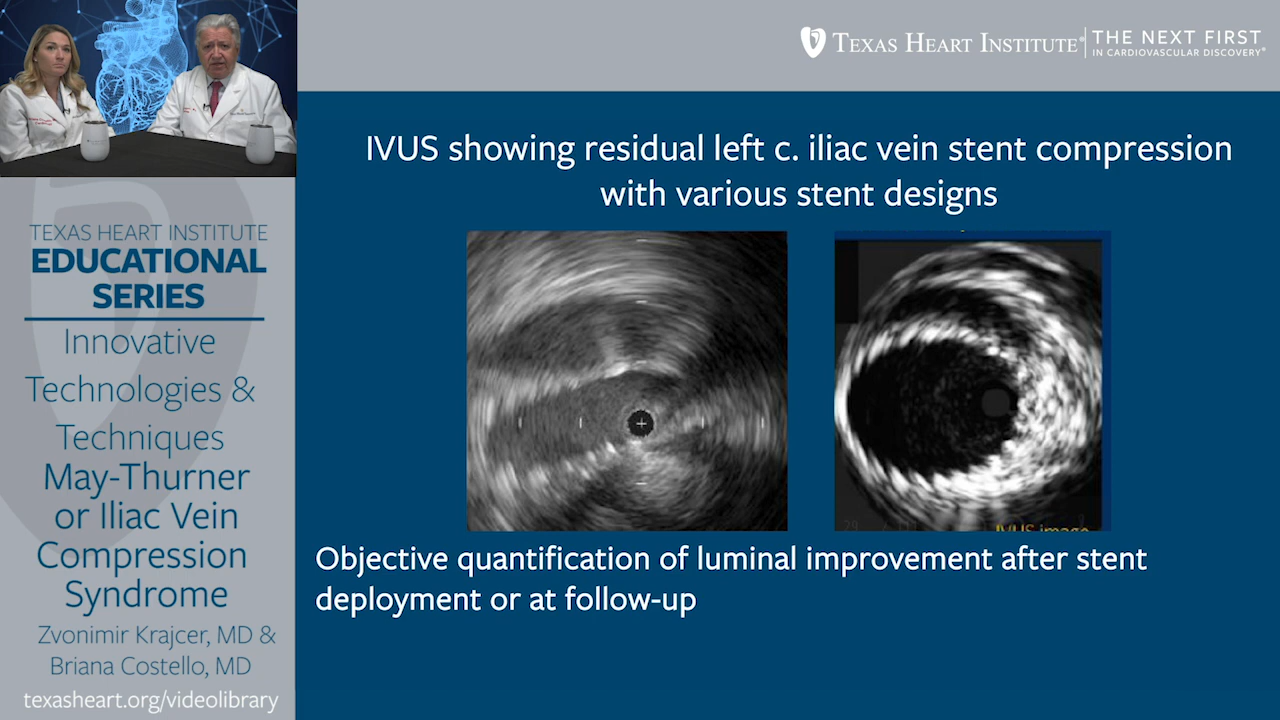 TEXAS HEART INSTITUTE®
THE NEXT FIRST
IN CARDIOVASCULAR DISCOVERY®
TEXAS HEART INSTITUTE
EDUCATIONAL
SERIES
Innovative
Technologies &
Techniques
May-Thurner
or Iliac Vein
Compression
Syndrome
Zvonimir Krajcer, MD &
Briana Costello, MD
texasheart.org/videolibrary
IVUS showing residual left c. iliac vein stent compression
with various stent designs
IVUS image
Objective quantification of luminal improvement after stent
deployment or at follow-up